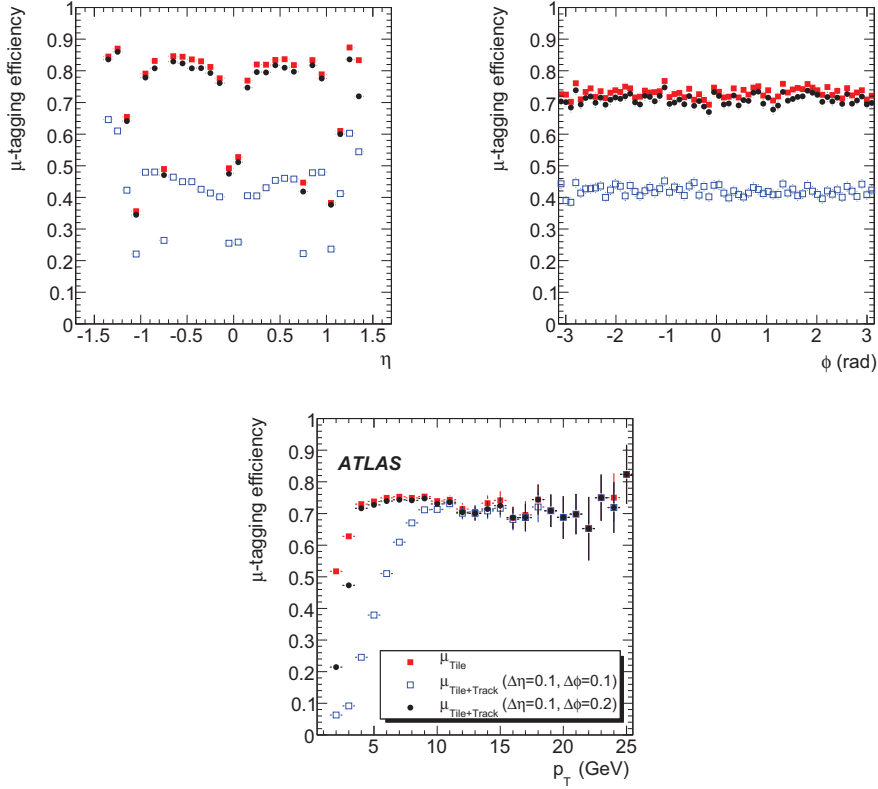 μ-tagging efficiency
1
0.9
0.8
0.7
0.6
0.5
0.4
0.3
0.2
0.1
0
-1.5 -1 -0.5 0 0.5 1 1.5
η
μ-tagging efficiency
1
0.9
0.8
0.7
0.6
0.5
0.4
0.3
0.2
0.1
0
-3 -2 -1 0 1 2 3
ϕ (rad)
μ-tagging efficiency
1
0.9
0.8
0.7
0.6
0.5
0.4
0.3
0.2
0.1
0
ATLAS
μ_Tile
μ_Tile+Track (Δη=0.1, Δϕ=0.1)
μ_Tile+Track (Δη=0.1, Δϕ=0.2)
5 10 15 20 25
p_T (GeV)